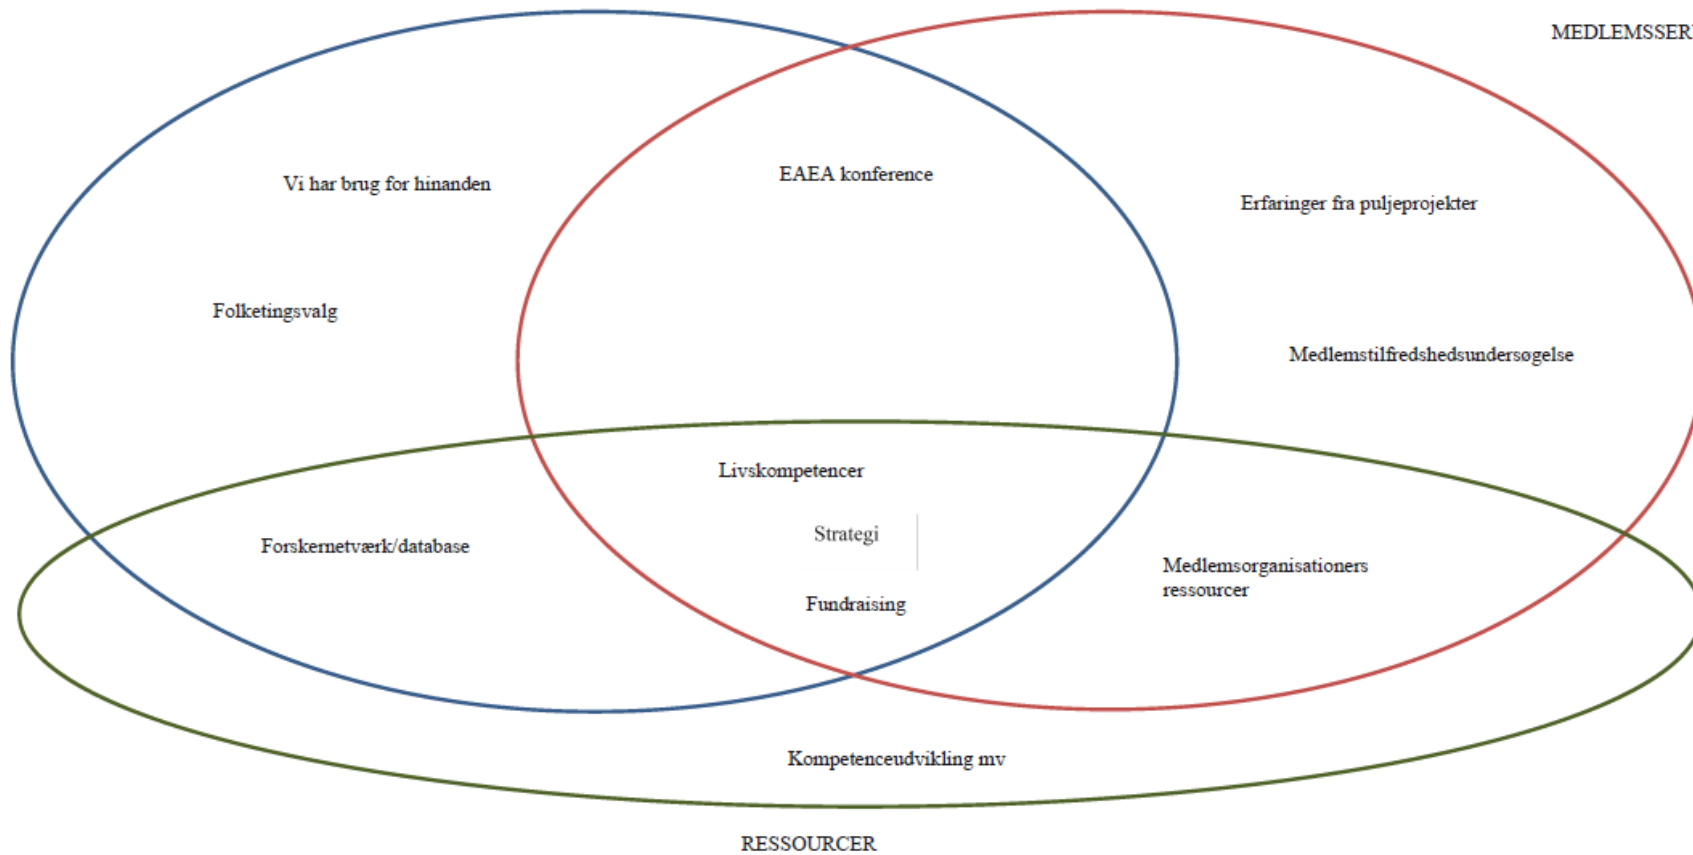 MEDLEMSSER
EAEA konference
Vi har brug for hinanden
Erfaringer fra puljeprojekter
Folketingsvalg
Medlemstilfredshedsundersøgelse
Livskompetencer
Strategi
Forskernetværk/database
Medlemsorganisationers
ressourcer
Fundraising
Kompetenceudvikling mv
RESSOURCER